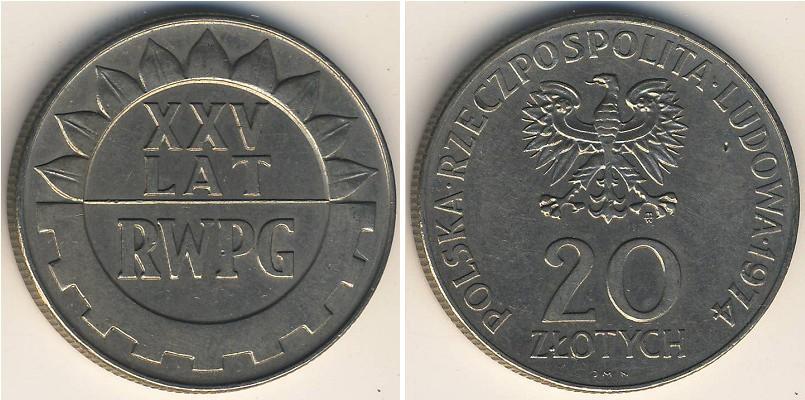 XXV
LAT
RWPG
POLSKA · RZECZPOSPOLITA · LUDOWA · 1974
20
ZŁOTYCH